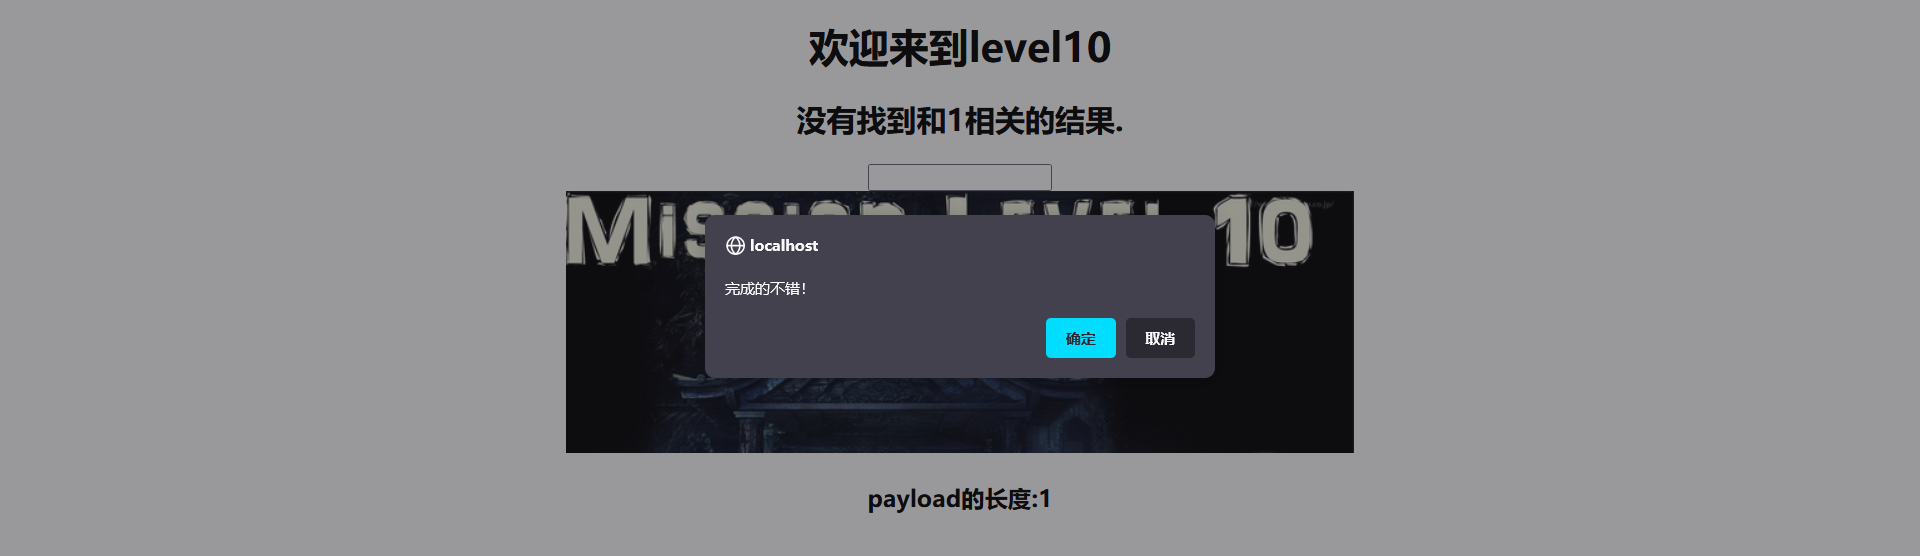 欢迎来到level10
没有找到和1相关的结果.
Mission Level 10
localhost
完成的不错!
确定
取消
payload的长度:1